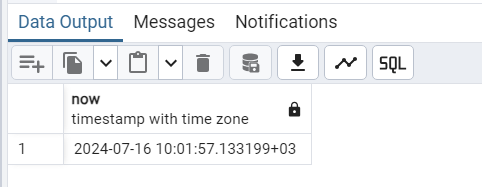 Data Output Messages Notifications
SQL
now
timestamp with time zone
1 2024-07-16 10:01:57.133199+03